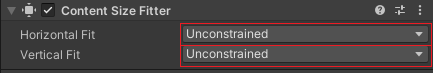 Content Size Fitter
Horizontal Fit Unconstrained
Vertical Fit Unconstrained